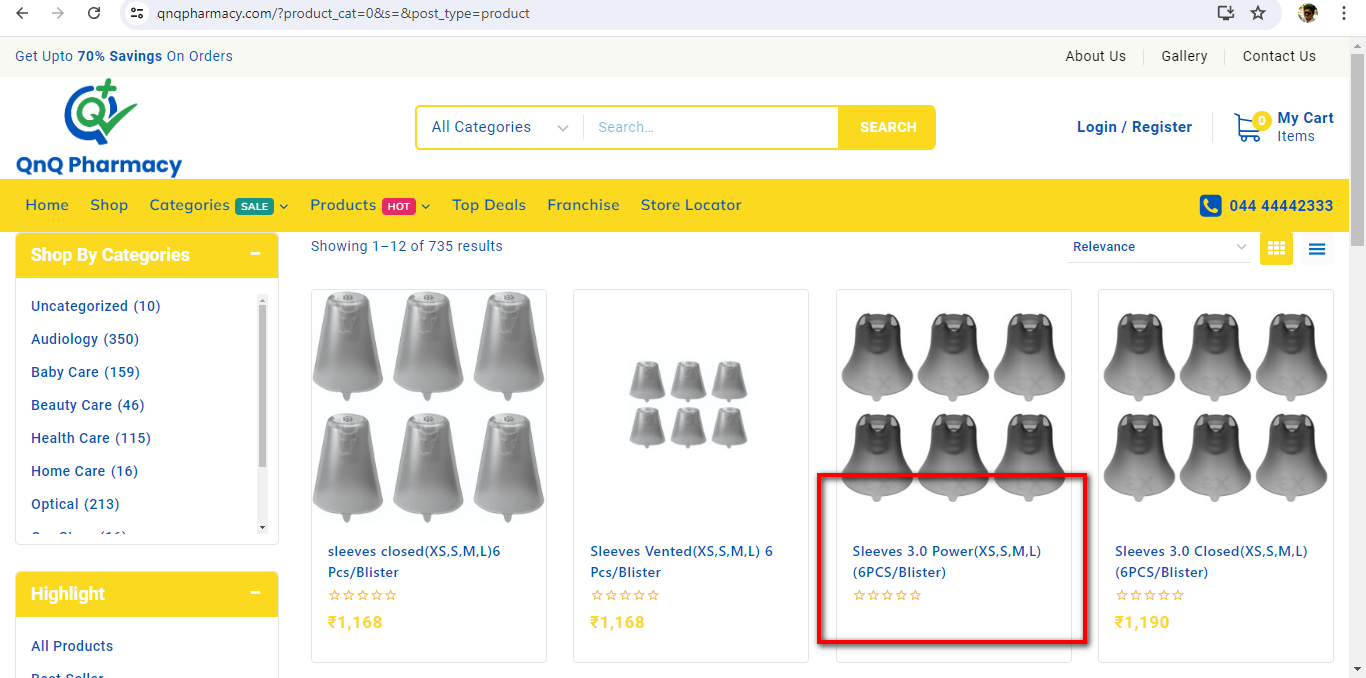 qnqpharmacy.com/?product_cat=0&s=&post_type=product
Get Upto 70% Savings On Orders
About Us
Gallery
Contact Us
QnQ Pharmacy
All Categories
Search...
SEARCH
Login / Register
0
My Cart
Items
Home
Shop
Categories SALE
Products HOT
Top Deals
Franchise
Store Locator
044 44442333
Shop By Categories
Uncategorized (10)
Audiology (350)
Baby Care (159)
Beauty Care (46)
Health Care (115)
Home Care (16)
Optical (213)
Highlight
All Products
Best Seller
Showing 1–12 of 735 results
Relevance
sleeves closed(XS,S,M,L)6
Pcs/Blister
₹1,168
Sleeves Vented(XS,S,M,L) 6
Pcs/Blister
₹1,168
Sleeves 3.0 Power(XS,S,M,L)
(6PCS/Blister)
Sleeves 3.0 Closed(XS,S,M,L)
(6PCS/Blister)
₹1,190